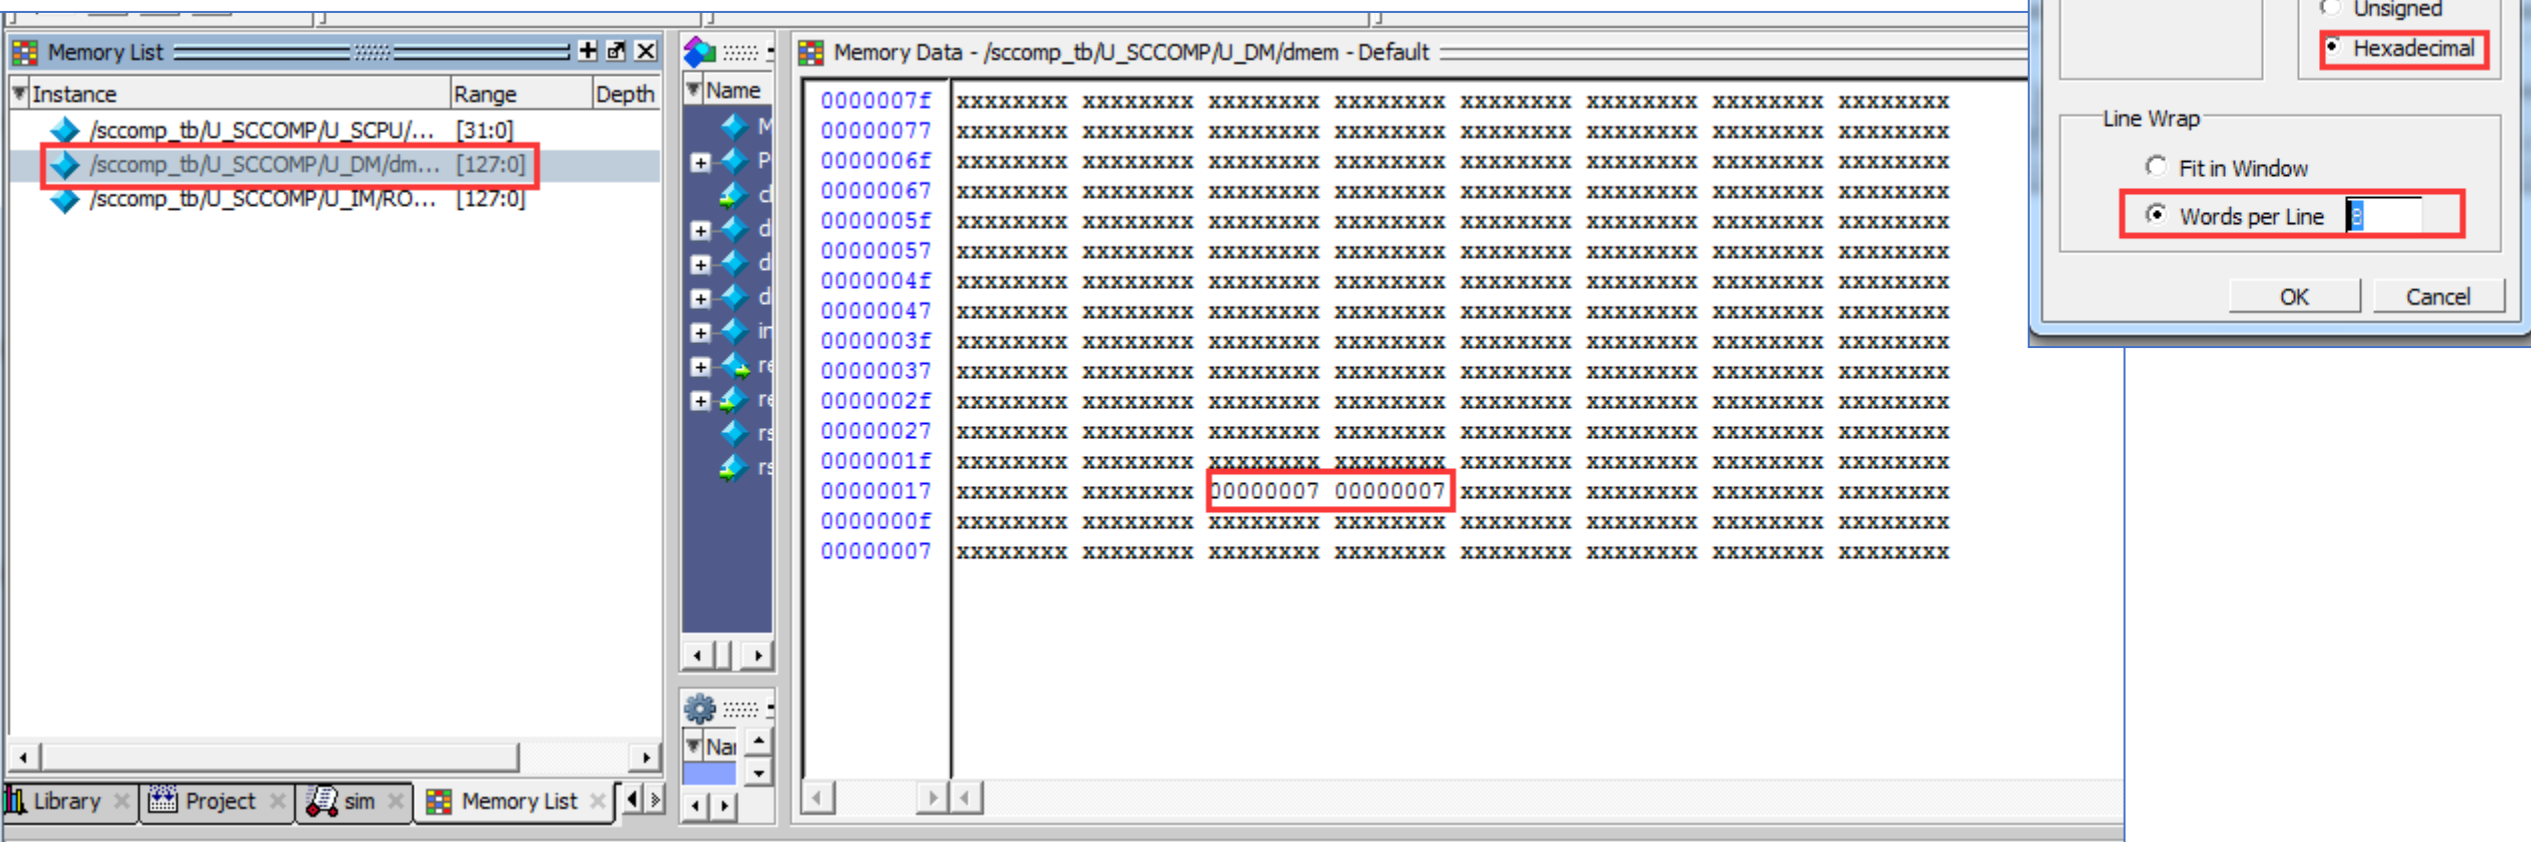 Memory List
Instance Range Depth
/sccomp_tb/U_SCCOMP/U_SCPU/... [31:0]
/sccomp_tb/U_SCCOMP/U_DM/dm... [127:0]
/sccomp_tb/U_SCCOMP/U_IM/RO... [127:0]
Library
Project
sim
Memory List
Name
M
P
cl
d
d
d
in
re
re
rs
rs
Nai
Memory Data - /sccomp_tb/U_SCCOMP/U_DM/dmem - Default
0000007f xxxxxxxx xxxxxxxx xxxxxxxx xxxxxxxx xxxxxxxx xxxxxxxx xxxxxxxx xxxxxxxx
00000077 xxxxxxxx xxxxxxxx xxxxxxxx xxxxxxxx xxxxxxxx xxxxxxxx xxxxxxxx xxxxxxxx
0000006f xxxxxxxx xxxxxxxx xxxxxxxx xxxxxxxx xxxxxxxx xxxxxxxx xxxxxxxx xxxxxxxx
00000067 xxxxxxxx xxxxxxxx xxxxxxxx xxxxxxxx xxxxxxxx xxxxxxxx xxxxxxxx xxxxxxxx
0000005f xxxxxxxx xxxxxxxx xxxxxxxx xxxxxxxx xxxxxxxx xxxxxxxx xxxxxxxx xxxxxxxx
00000057 xxxxxxxx xxxxxxxx xxxxxxxx xxxxxxxx xxxxxxxx xxxxxxxx xxxxxxxx xxxxxxxx
0000004f xxxxxxxx xxxxxxxx xxxxxxxx xxxxxxxx xxxxxxxx xxxxxxxx xxxxxxxx xxxxxxxx
00000047 xxxxxxxx xxxxxxxx xxxxxxxx xxxxxxxx xxxxxxxx xxxxxxxx xxxxxxxx xxxxxxxx
0000003f xxxxxxxx xxxxxxxx xxxxxxxx xxxxxxxx xxxxxxxx xxxxxxxx xxxxxxxx xxxxxxxx
00000037 xxxxxxxx xxxxxxxx xxxxxxxx xxxxxxxx xxxxxxxx xxxxxxxx xxxxxxxx xxxxxxxx
0000002f xxxxxxxx xxxxxxxx xxxxxxxx xxxxxxxx xxxxxxxx xxxxxxxx xxxxxxxx xxxxxxxx
00000027 xxxxxxxx xxxxxxxx xxxxxxxx xxxxxxxx xxxxxxxx xxxxxxxx xxxxxxxx xxxxxxxx
0000001f xxxxxxxx xxxxxxxx xxxxxxxx xxxxxxxx xxxxxxxx xxxxxxxx xxxxxxxx xxxxxxxx
00000017 xxxxxxxx xxxxxxxx 00000007 00000007 xxxxxxxx xxxxxxxx xxxxxxxx xxxxxxxx
0000000f xxxxxxxx xxxxxxxx xxxxxxxx xxxxxxxx xxxxxxxx xxxxxxxx xxxxxxxx xxxxxxxx
00000007 xxxxxxxx xxxxxxxx xxxxxxxx xxxxxxxx xxxxxxxx xxxxxxxx xxxxxxxx xxxxxxxx
Unsigned
Hexadecimal
Line Wrap
Fit in Window
Words per Line 8
OK
Cancel